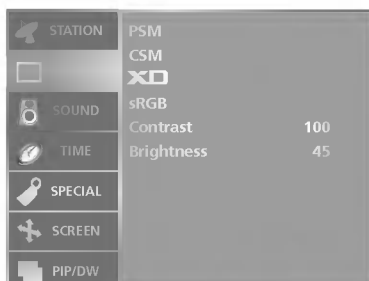 STATION
SOUND
TIME
SPECIAL
SCREEN
PIP/DW
PSM
CSM
XD
sRGB
Contrast 100
Brightness 45